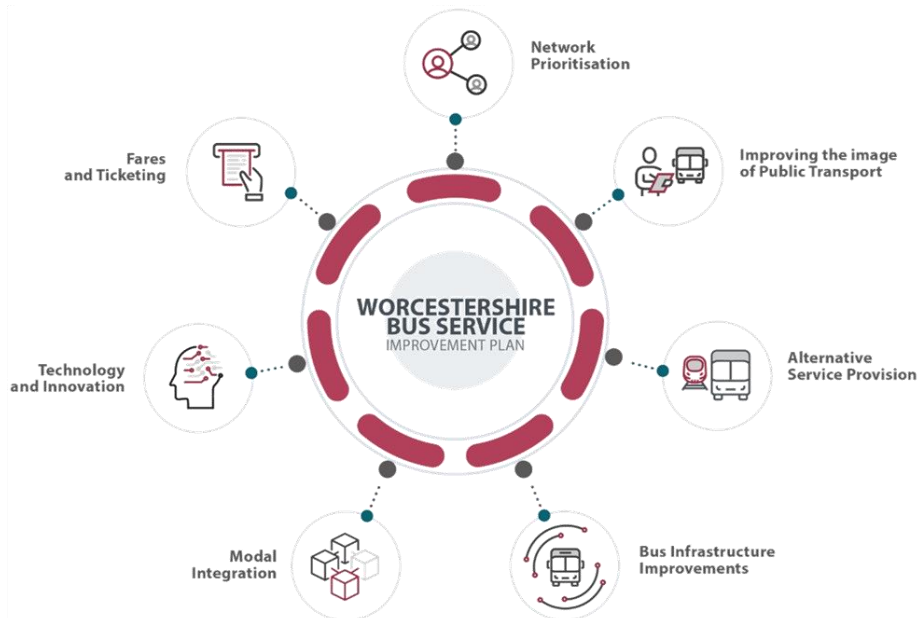 Network
Prioritisation
Fares
and Ticketing
Improving the image
of Public Transport
WORCESTERSHIRE
BUS SERVICE
IMPROVEMENT PLAN
Technology
and Innovation
Alternative
Service Provision
Modal
Integration
Bus Infrastructure
Improvements